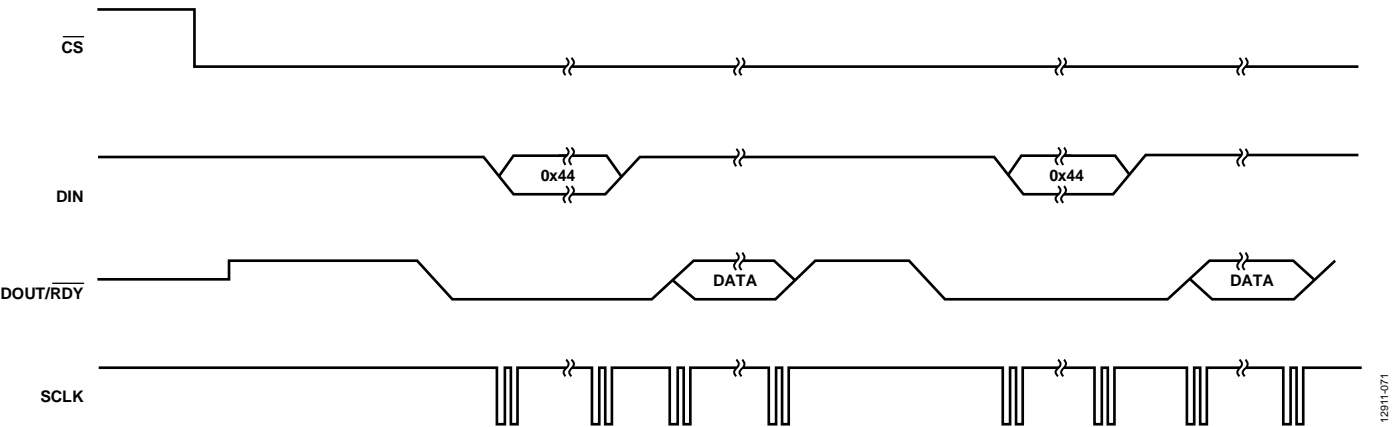 CS
DIN
0x44
0x44
DOUT/RDY
DATA
DATA
SCLK
12911-071